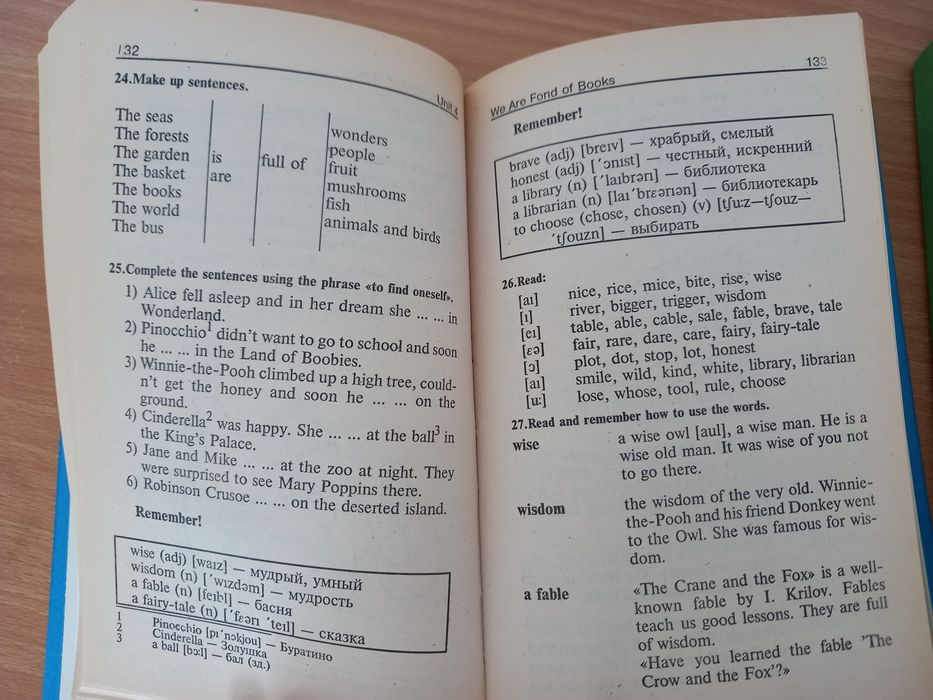 132
Unit 4
24.Make up sentences.
The seas
The forests
The garden
The basket
The books
The world
The bus
is
are
full of
wonders
people
fruit
mushrooms
fish
animals and birds
25.Complete the sentences using the phrase «to find oneself».
1) Alice fell asleep and in her dream she ... ... in
Wonderland.
2) Pinocchio¹ didn't want to go to school and soon
he ... ... in the Land of Boobies.
3) Winnie-the-Pooh climbed up a high tree, could-
n't get the honey and soon he ... ... on the
ground.
4) Cinderella² was happy. She ... ... at the ball³ in
the King's Palace.
5) Jane and Mike ... ... at the zoo at night. They
were surprised to see Mary Poppins there.
6) Robinson Crusoe ... ... on the deserted island.
Remember!
wise (adj) [waɪz] — мудрый, умный
wisdom (n) [ˈwɪzdəm] — мудрость
a fable (n) [feɪbl] — басня
a fairy-tale (n) [ˈfɛərɪ ˈteɪl] — сказка
1 Pinocchio [pɪˈnɔkjou] — Буратино
2 Cinderella — Золушка
3 a ball [bɔ:l] — бал (зд.)
We Are Fond of Books
133
Remember!
brave (adj) [breɪv] — храбрый, смелый
honest (adj) [ˈɔnɪst] — честный, искренний
a library (n) [ˈlaɪbrərɪ] — библиотека
a librarian (n) [laɪˈbrɛərɪən] — библиотекарь
to choose (chose, chosen) (v) [tʃu:z—tʃouz—
ˈtʃouzn] — выбирать
26.Read:
[aɪ] nice, rice, mice, bite, rise, wise
[ɪ] river, bigger, trigger, wisdom
[eɪ] table, able, cable, sale, fable, brave, tale
[ɛə] fair, rare, dare, care, fairy, fairy-tale
[ɔ] plot, dot, stop, lot, honest
[aɪ] smile, wild, kind, white, library, librarian
[u:] lose, whose, tool, rule, choose
27.Read and remember how to use the words.
wise a wise owl [aul], a wise man. He is a
wise old man. It was wise of you not
to go there.
wisdom the wisdom of the very old. Winnie-
the-Pooh and his friend Donkey went
to the Owl. She was famous for wis-
dom.
a fable «The Crane and the Fox» is a well-
known fable by I. Krilov. Fables
teach us good lessons. They are full
of wisdom.
«Have you learned the fable 'The
Crow and the Fox'?»